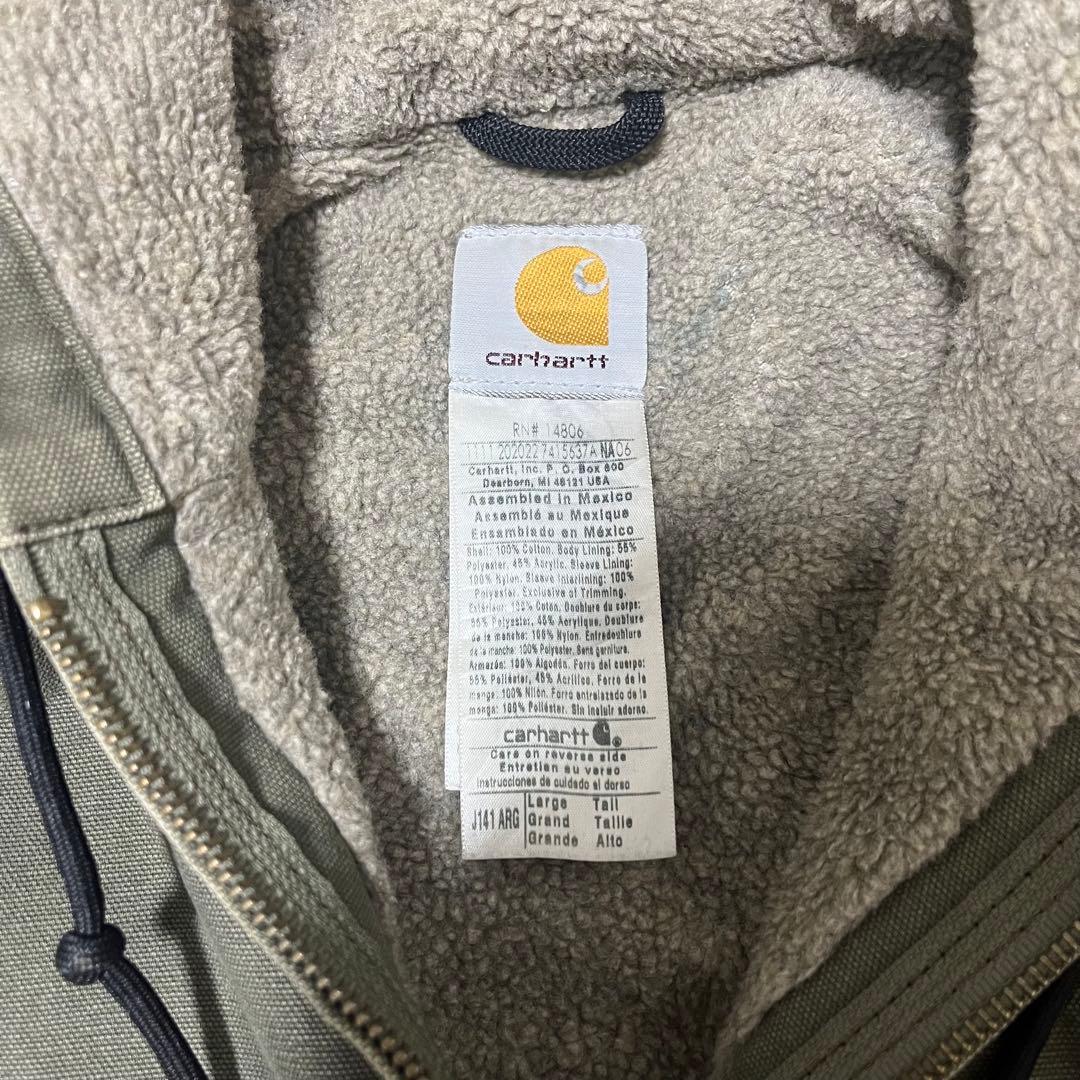 carhartt
RN# 14806
1111 202022 7415637A NA 06
Carhartt, Inc. P. O. Box 600
Dearborn, MI 48121 USA
Assembled in Mexico
Assemblé au Mexique
Ensamblado en México
Shell: 100% Cotton. Body Lining: 55%
Polyester, 45% Acrylic. Sleeve Lining:
100% Nylon. Sleeve Interlining: 100%
Polyester. Exclusive of Trimming.
Extérieur: 100% Coton. Doublure du corps:
55% Polyester, 45% Acrylique. Doublure
de la manche: 100% Nylon. Entredoublure
de la manche: 100% Polyester. Sans garniture.
Armazón: 100% Algodón. Forro del cuerpo:
55% Poliéster, 45% Acrílico. Forro de la
manga: 100% Nilón. Forro entrelazado de la
manga: 100% Poliéster. Sin incluir adorno.
carhartt
Care on reverse side
Entretien au verso
Instrucciones de cuidado al dorso
J141 ARG Large Tall
Grand Taille
Grande Alto